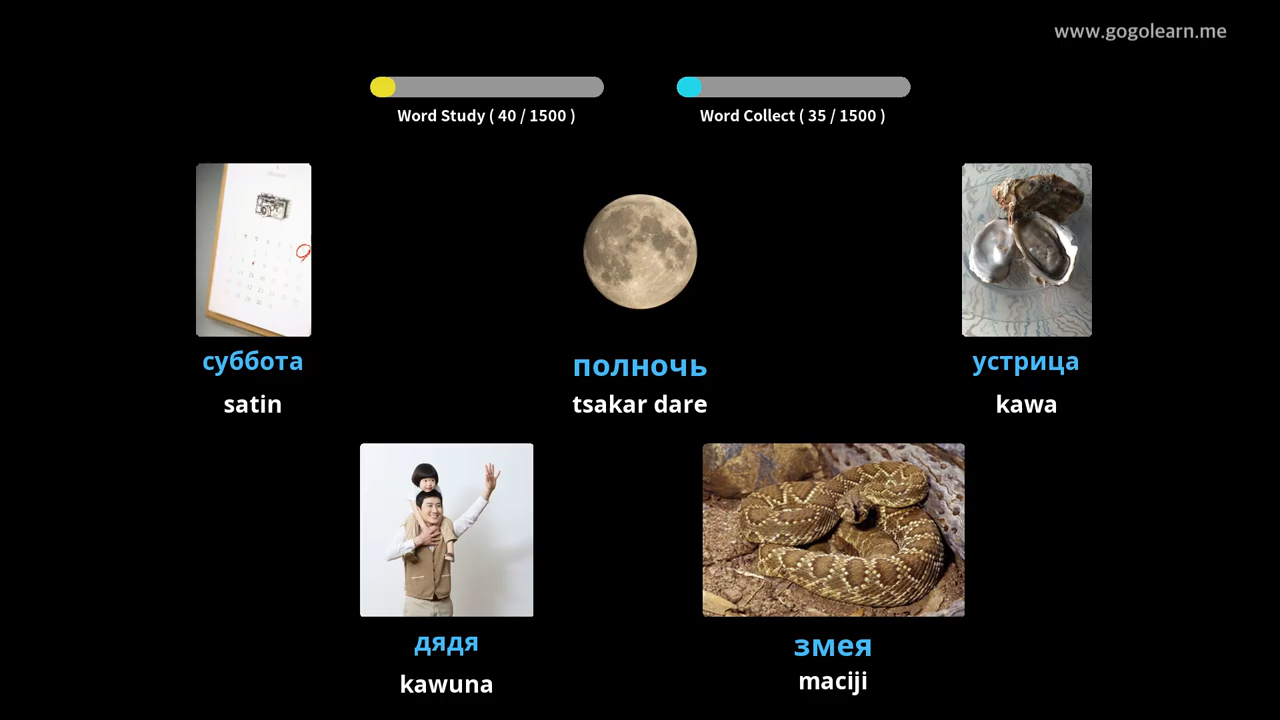 www.gogolearn.me
Word Study ( 40 / 1500 )
Word Collect ( 35 / 1500 )
суббота
satin
полночь
tsakar dare
устрица
kawa
дядя
kawuna
змея
maciji